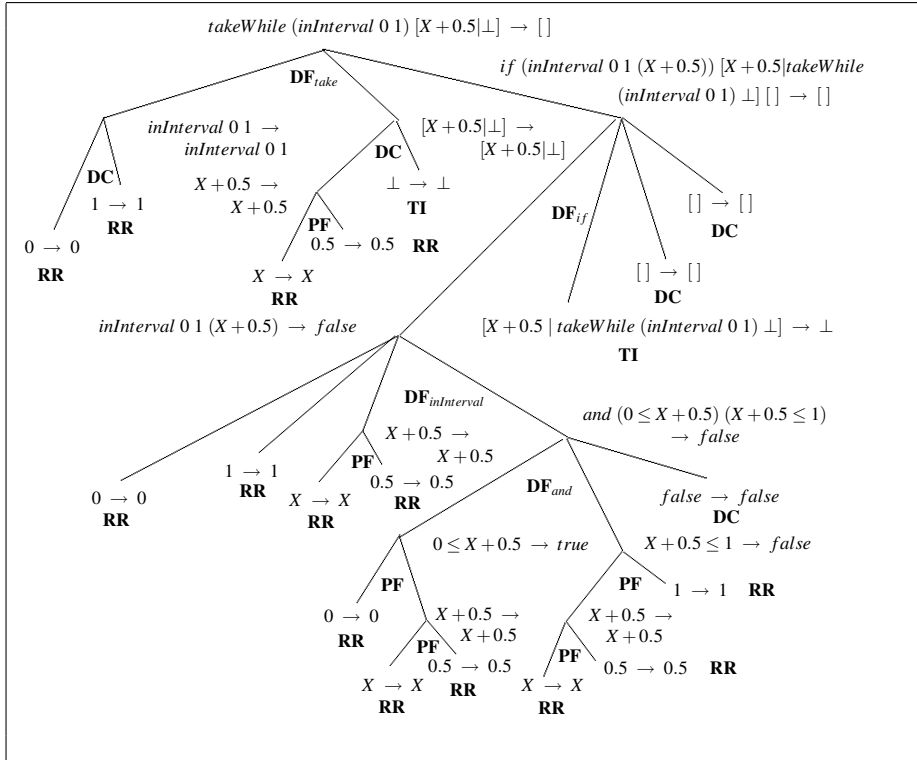 takeWhile (inInterval 0 1) [X + 0.5|⊥] → [ ]
DF_take
if (inInterval 0 1 (X + 0.5)) [X + 0.5|takeWhile
(inInterval 0 1) ⊥] [ ] → [ ]
inInterval 0 1 →
inInterval 0 1
[X + 0.5|⊥] →
[X + 0.5|⊥]
DC
1 → 1
RR
0 → 0
RR
DC
X + 0.5 →
X + 0.5
⊥ → ⊥
TI
PF
0.5 → 0.5
RR
X → X
RR
DF_if
[ ] → [ ]
DC
[ ] → [ ]
DC
[X + 0.5 | takeWhile (inInterval 0 1) ⊥] → ⊥
TI
inInterval 0 1 (X + 0.5) → false
DF_inInterval
0 → 0
RR
1 → 1
RR
X + 0.5 →
X + 0.5
PF
0.5 → 0.5
RR
X → X
RR
and (0 ≤ X + 0.5) (X + 0.5 ≤ 1)
→ false
DF_and
false → false
DC
0 ≤ X + 0.5 → true
PF
0 → 0
RR
X + 0.5 →
X + 0.5
PF
0.5 → 0.5
RR
X → X
RR
X + 0.5 ≤ 1 → false
PF
1 → 1 RR
X + 0.5 →
X + 0.5
PF
0.5 → 0.5 RR
X → X
RR